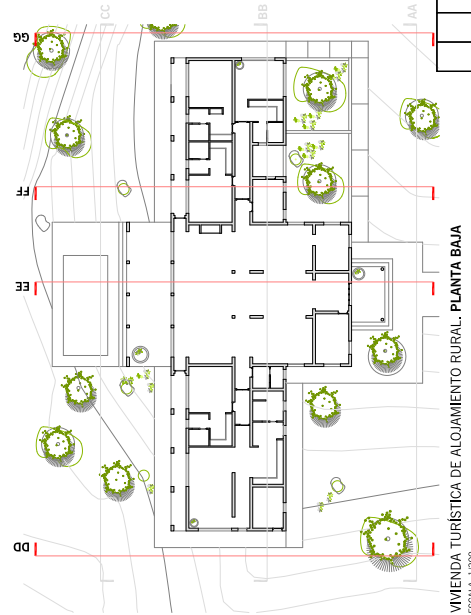 CC
BB
AA
GG
FF
EE
DD
VIVIENDA TURÍSTICA DE ALOJAMIENTO RURAL. PLANTA BAJA